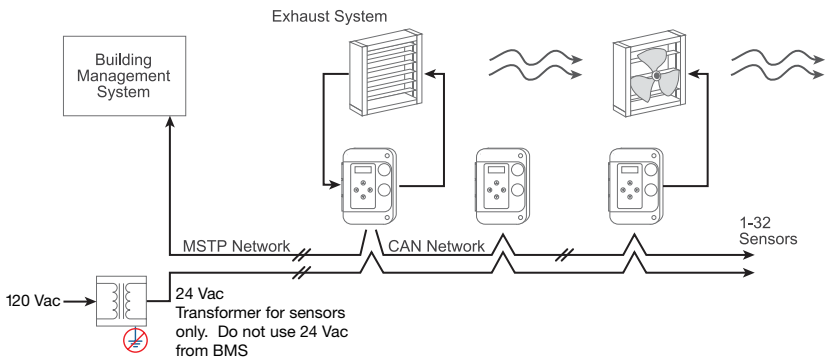 Exhaust System
Building
Management
System
MSTP Network
CAN Network
1-32
Sensors
120 Vac
24 Vac
Transformer for sensors
only. Do not use 24 Vac
from BMS